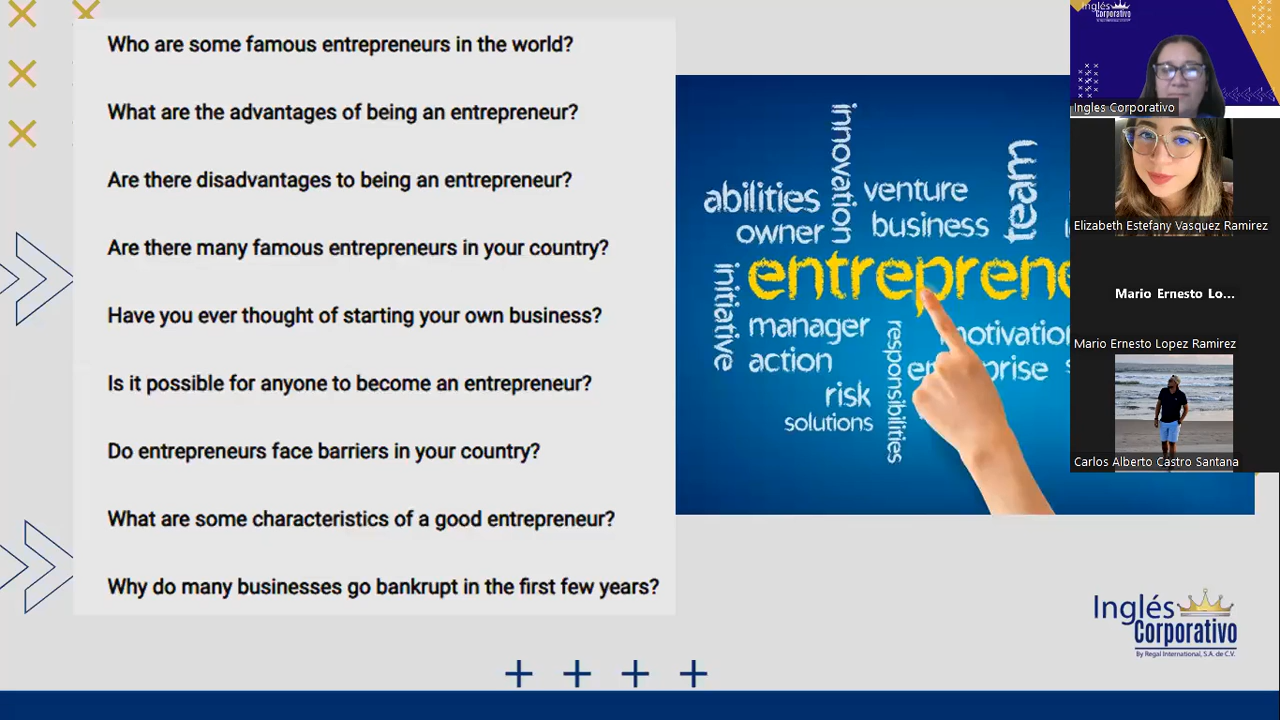 Who are some famous entrepreneurs in the world?
What are the advantages of being an entrepreneur?
Are there disadvantages to being an entrepreneur?
Are there many famous entrepreneurs in your country?
Have you ever thought of starting your own business?
Is it possible for anyone to become an entrepreneur?
Do entrepreneurs face barriers in your country?
What are some characteristics of a good entrepreneur?
Why do many businesses go bankrupt in the first few years?
innovation
team
abilities
venture
owner
business
initiative
manager
action
responsibilities
risk
solutions
Inglés
Corporativo
Ingles Corporativo
Elizabeth Estefany Vasquez Ramirez
Mario Ernesto Lo...
Mario Ernesto Lopez Ramirez
Carlos Alberto Castro Santana
Inglés
Corporativo
By Regal International, S.A. de C.V.